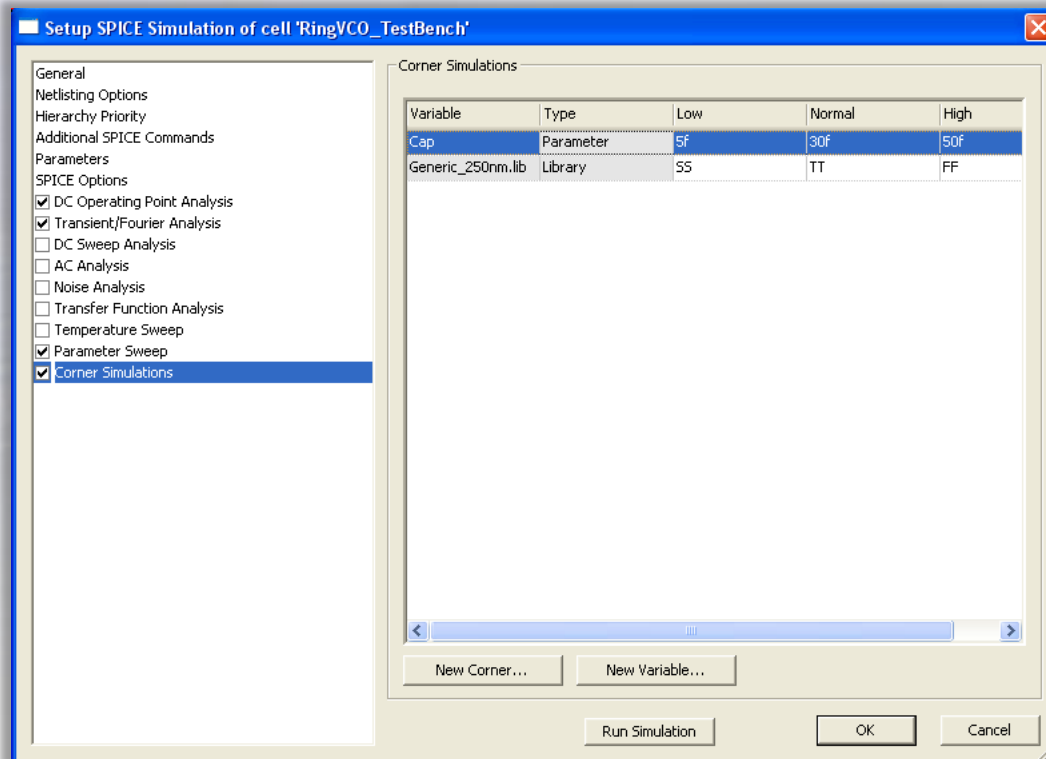 Setup SPICE Simulation of cell 'RingVCO_TestBench'
General
Netlisting Options
Hierarchy Priority
Additional SPICE Commands
Parameters
SPICE Options
DC Operating Point Analysis
Transient/Fourier Analysis
DC Sweep Analysis
AC Analysis
Noise Analysis
Transfer Function Analysis
Temperature Sweep
Parameter Sweep
Corner Simulations
Corner Simulations
Variable Type Low Normal High
Cap Parameter 5f 30f 50f
Generic_250nm.lib Library SS TT FF
New Corner... New Variable...
Run Simulation OK Cancel